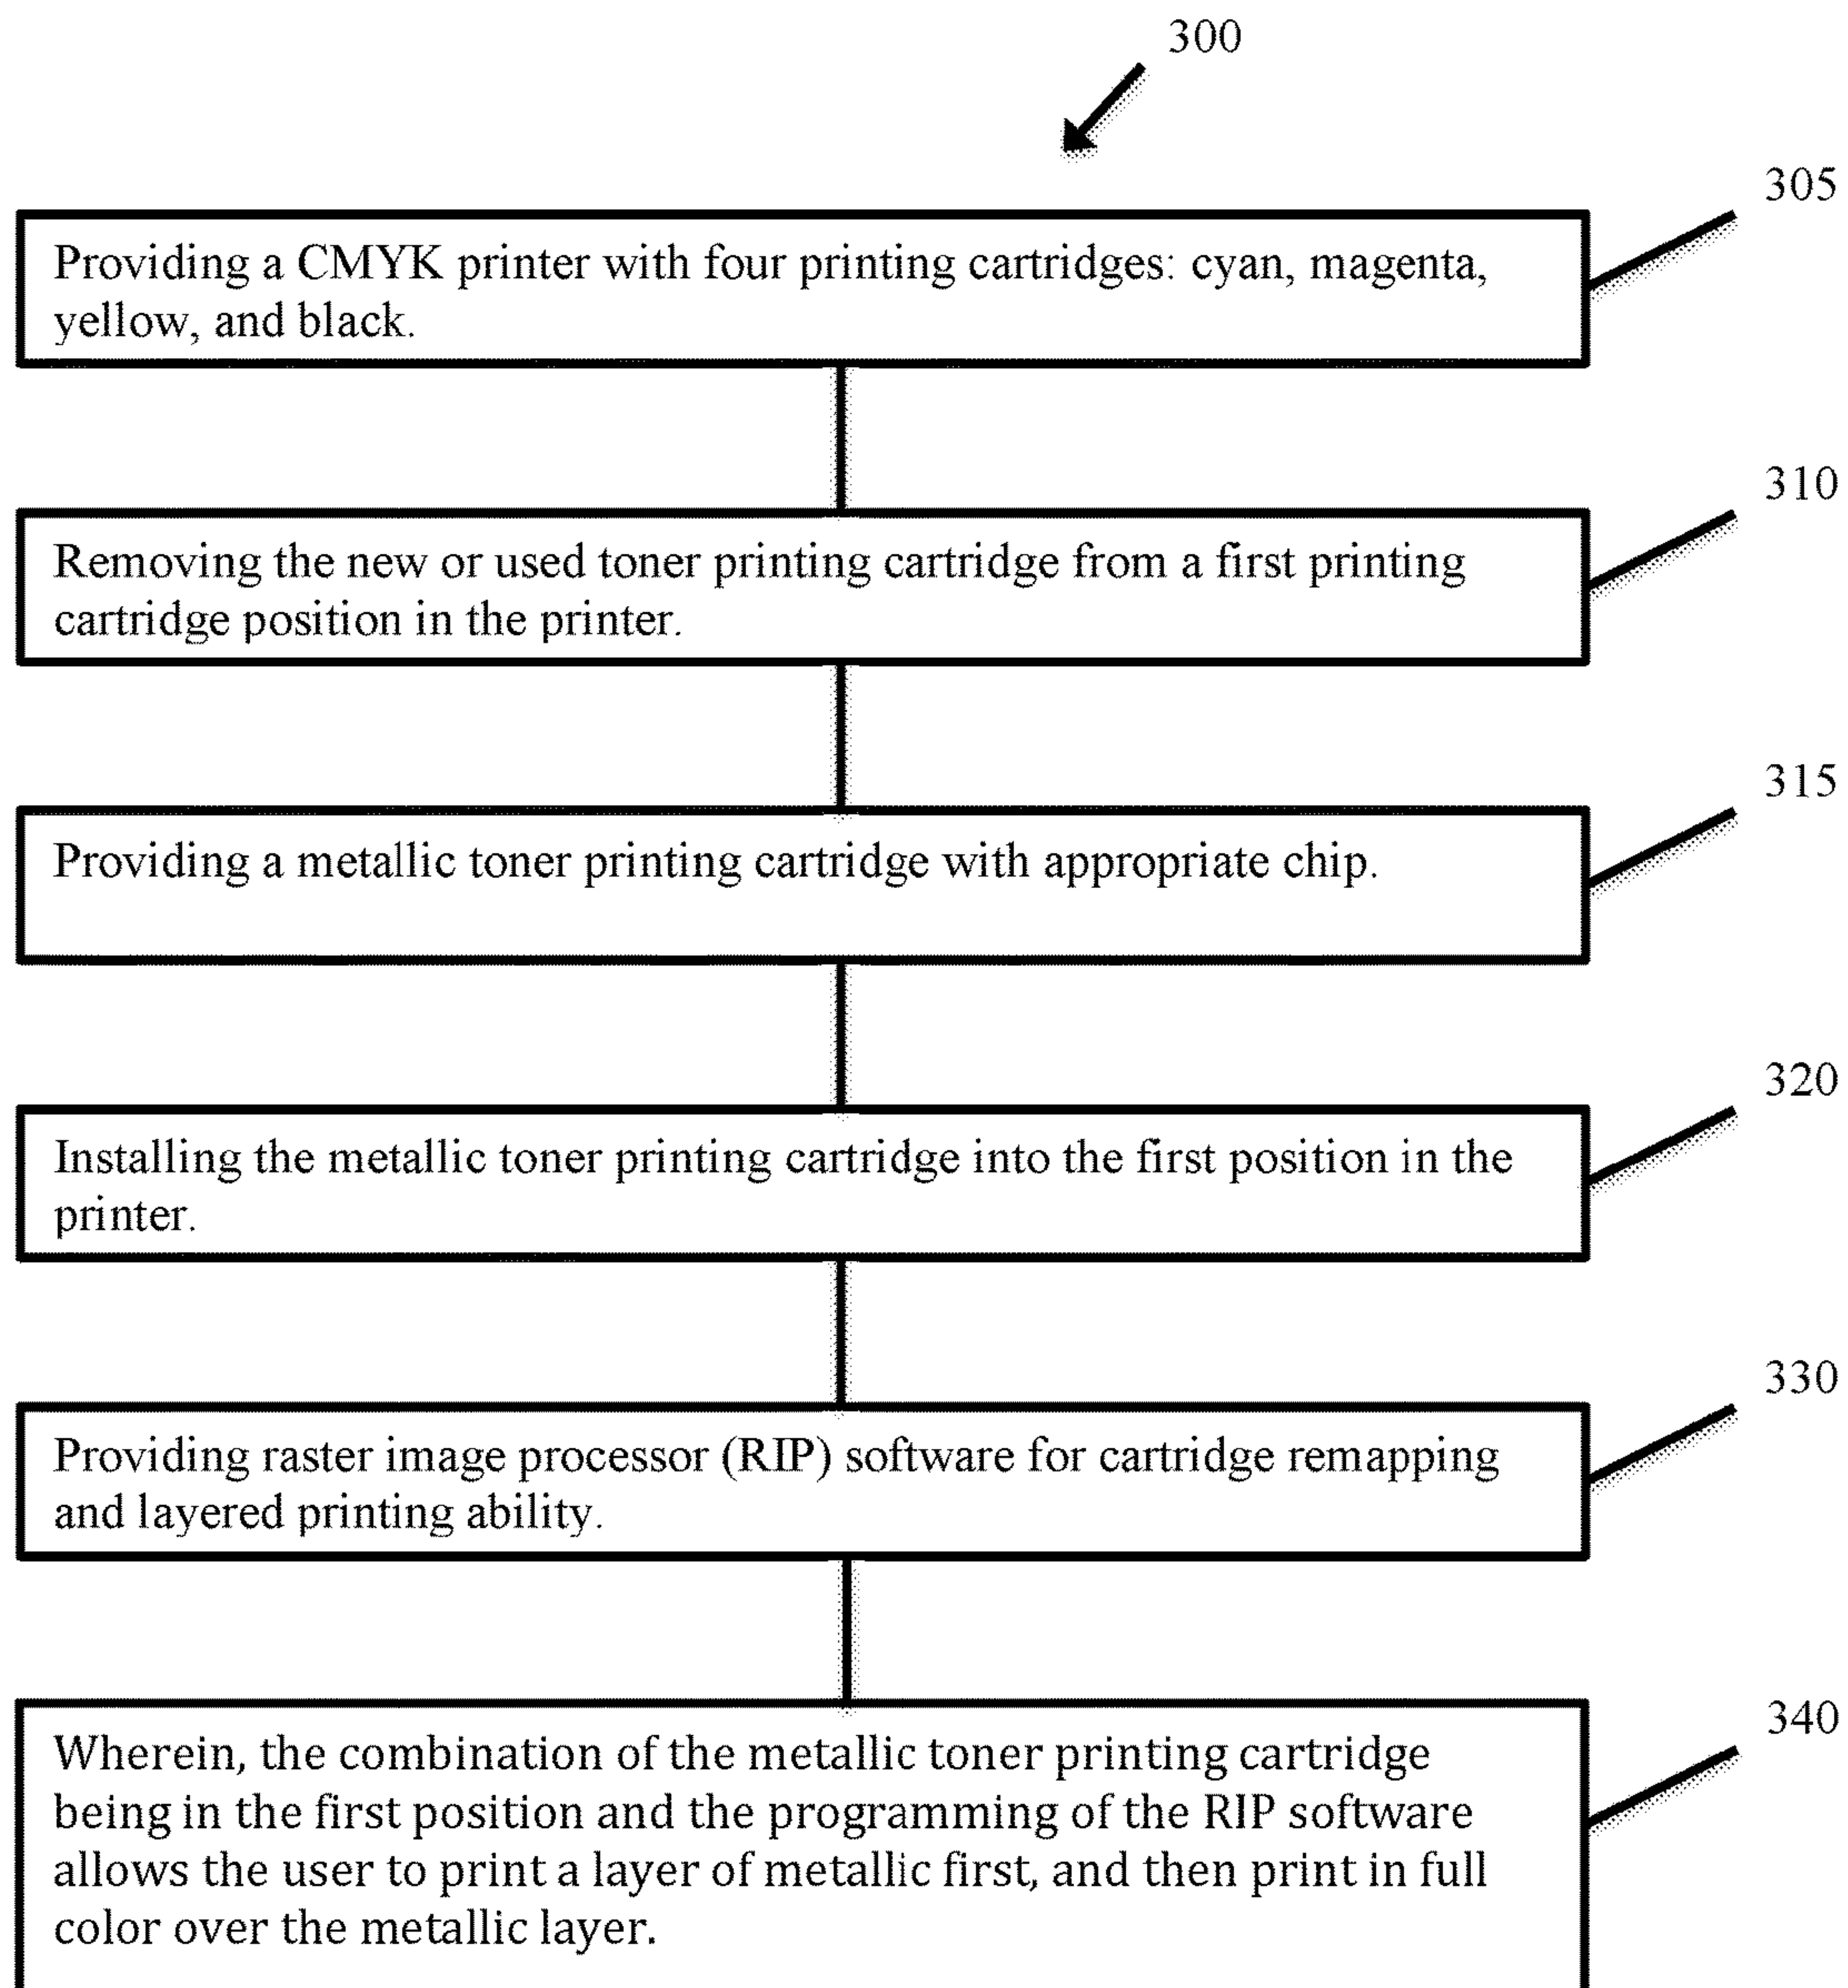 300
305
Providing a CMYK printer with four printing cartridges: cyan, magenta,
yellow, and black.
310
Removing the new or used toner printing cartridge from a first printing
cartridge position in the printer.
315
Providing a metallic toner printing cartridge with appropriate chip.
320
Installing the metallic toner printing cartridge into the first position in the
printer.
330
Providing raster image processor (RIP) software for cartridge remapping
and layered printing ability.
340
Wherein, the combination of the metallic toner printing cartridge
being in the first position and the programming of the RIP software
allows the user to print a layer of metallic first, and then print in full
color over the metallic layer.